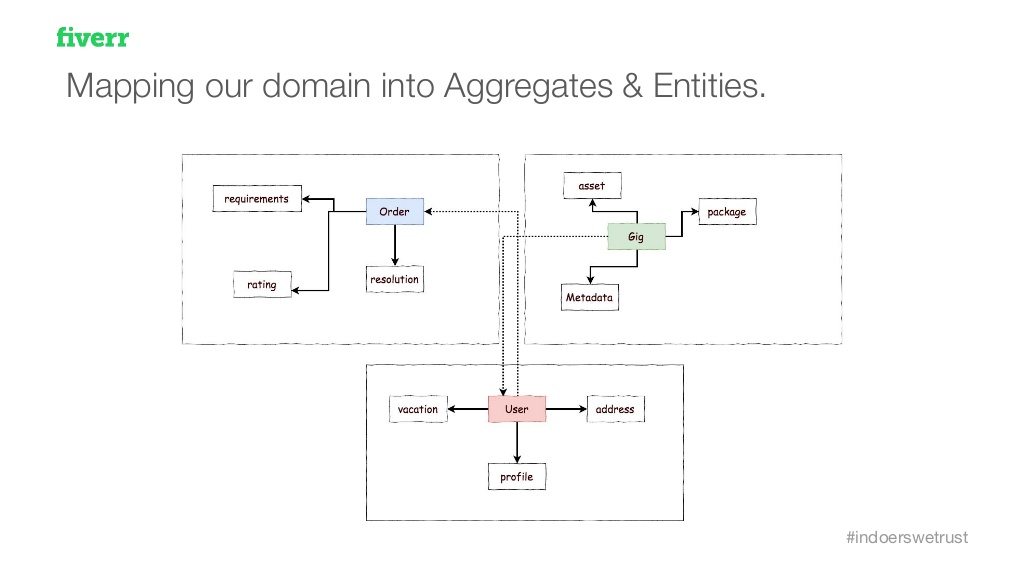 fiverr
Mapping our domain into Aggregates & Entities.
requirements
Order
rating
resolution
asset
package
Gig
Metadata
vacation
User
address
profile
#indoerswetrust